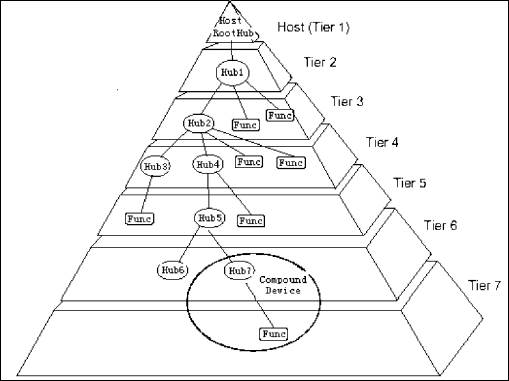 Host
RootHub
Host (Tier 1)
Tier 2
Hub1
Tier 3
Hub2
Func
Func
Tier 4
Hub3
Hub4
Func
Func
Tier 5
Func
Hub5
Func
Tier 6
Hub6
Hub7
Compound
Device
Tier 7
Func